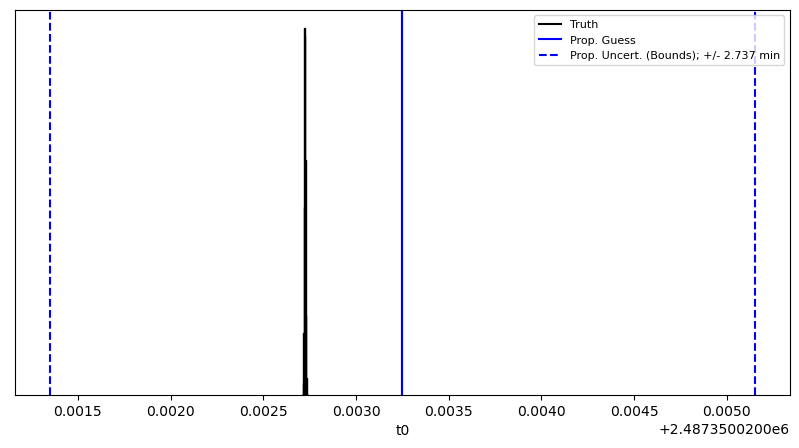 Truth
Prop. Guess
Prop. Uncert. (Bounds); +/- 2.737 min
0.0015 0.0020 0.0025 0.0030 0.0035 0.0040 0.0045 0.0050
t0
+2.4873500200e6